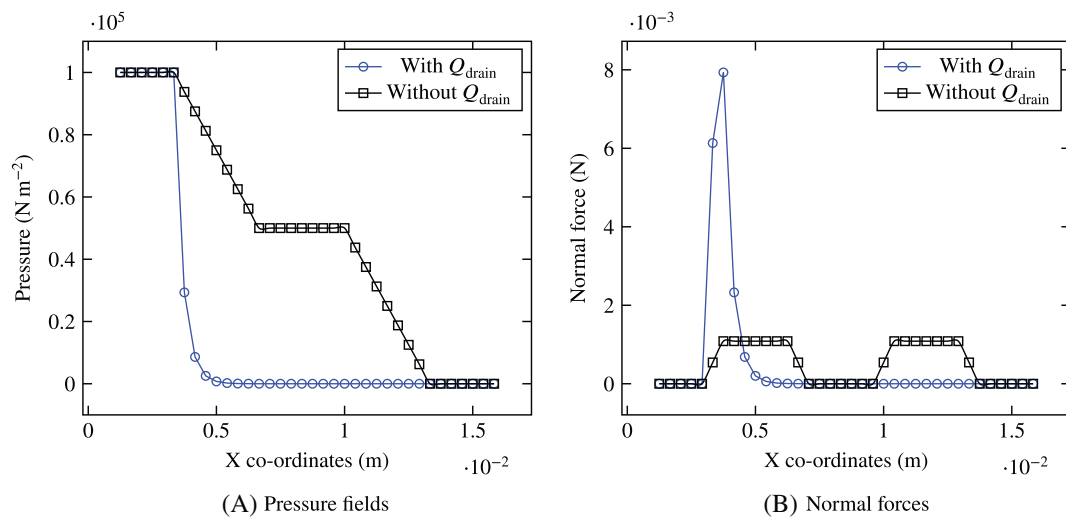 ·10⁵
1
0.8
0.6
0.4
0.2
0
Pressure (N m⁻²)
With Q_drain
Without Q_drain
0
0.5
1
1.5
X co-ordinates (m)
·10⁻²
(A) Pressure fields
·10⁻³
8
6
4
2
0
Normal force (N)
With Q_drain
Without Q_drain
0
0.5
1
1.5
X co-ordinates (m)
·10⁻²
(B) Normal forces